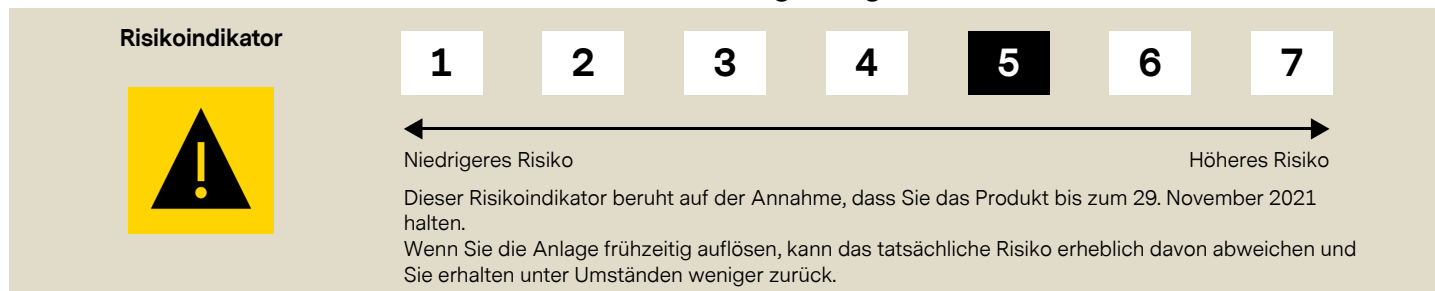 Risikoindikator
1 2 3 4 5 6 7
Niedrigeres Risiko Höheres Risiko
Dieser Risikoindikator beruht auf der Annahme, dass Sie das Produkt bis zum 29. November 2021
halten.
Wenn Sie die Anlage frühzeitig auflösen, kann das tatsächliche Risiko erheblich davon abweichen und
Sie erhalten unter Umständen weniger zurück.